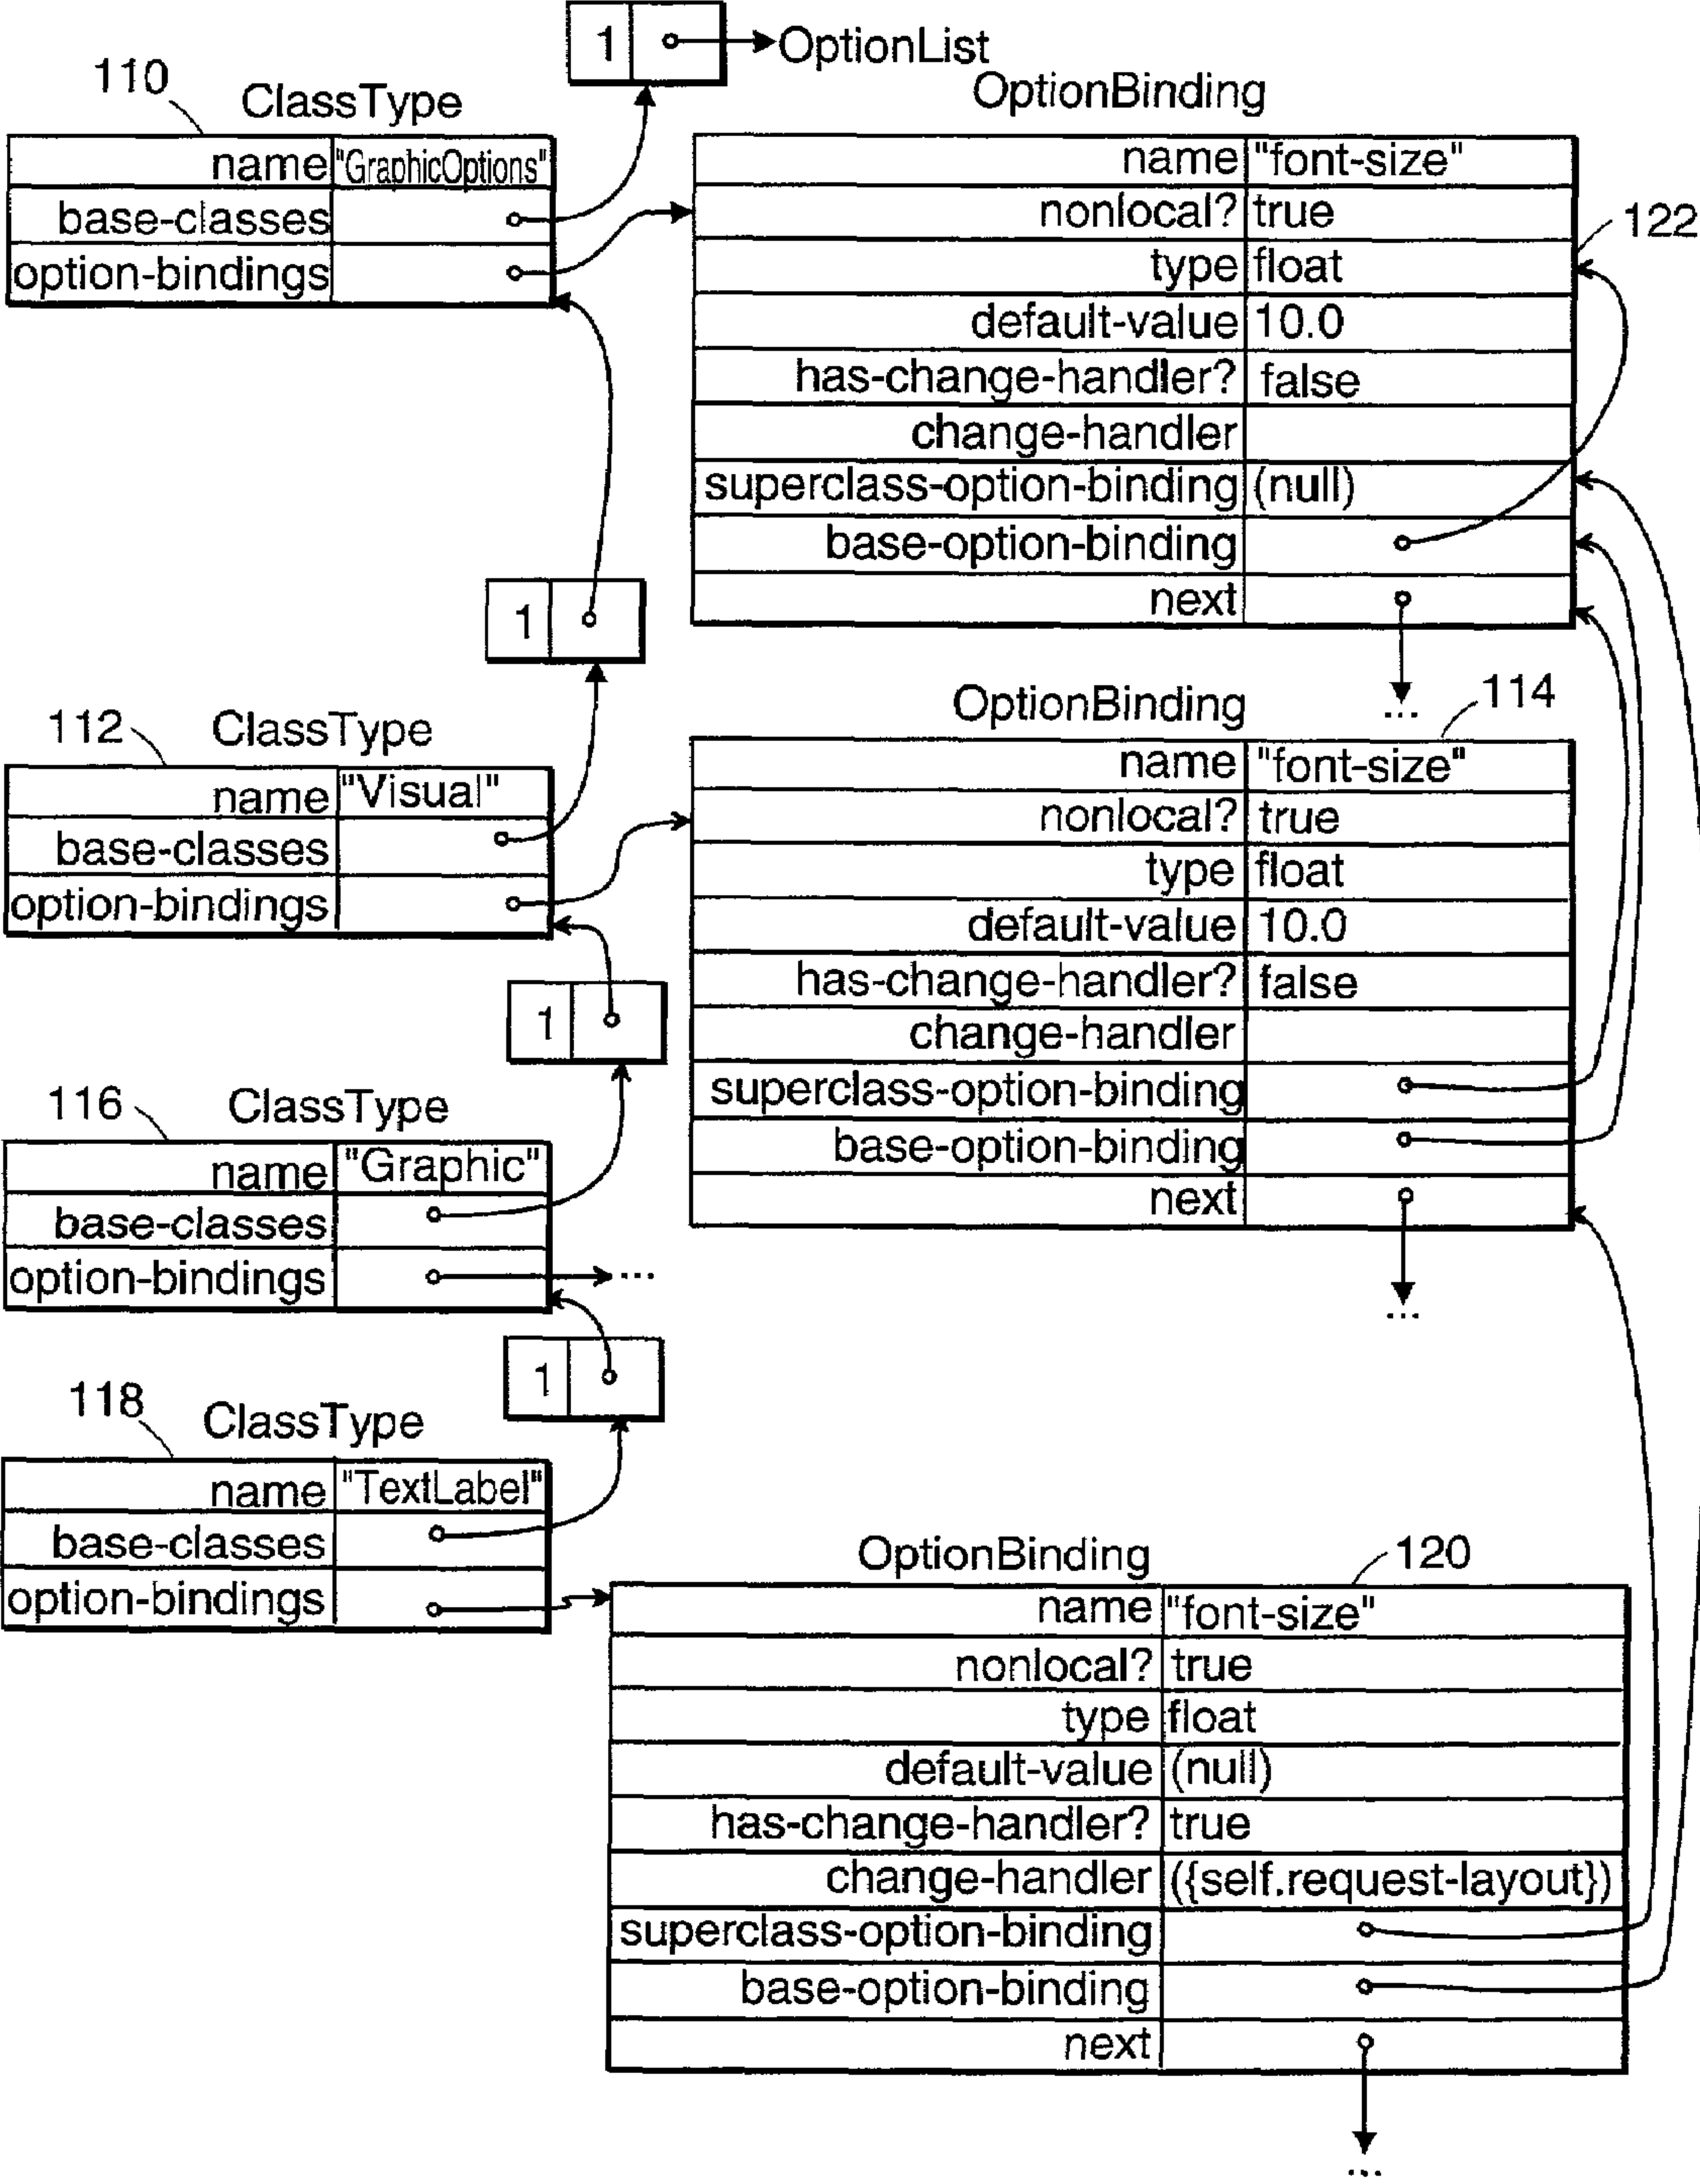 1 OptionList
110 ClassType
name "GraphicOptions"
base-classes
option-bindings
OptionBinding
name "font-size"
nonlocal? true
122
type float
default-value 10.0
has-change-handler? false
change-handler
superclass-option-binding (null)
base-option-binding
next
...
1
112 ClassType
name "Visual"
base-classes
option-bindings
OptionBinding 114
name "font-size"
nonlocal? true
type float
default-value 10.0
has-change-handler? false
change-handler
superclass-option-binding
base-option-binding
next
...
1
116 ClassType
name "Graphic"
base-classes
option-bindings ...
1
118 ClassType
name "TextLabel"
base-classes
option-bindings
OptionBinding 120
name "font-size"
nonlocal? true
type float
default-value (null)
has-change-handler? true
change-handler ({self.request-layout})
superclass-option-binding
base-option-binding
next
...